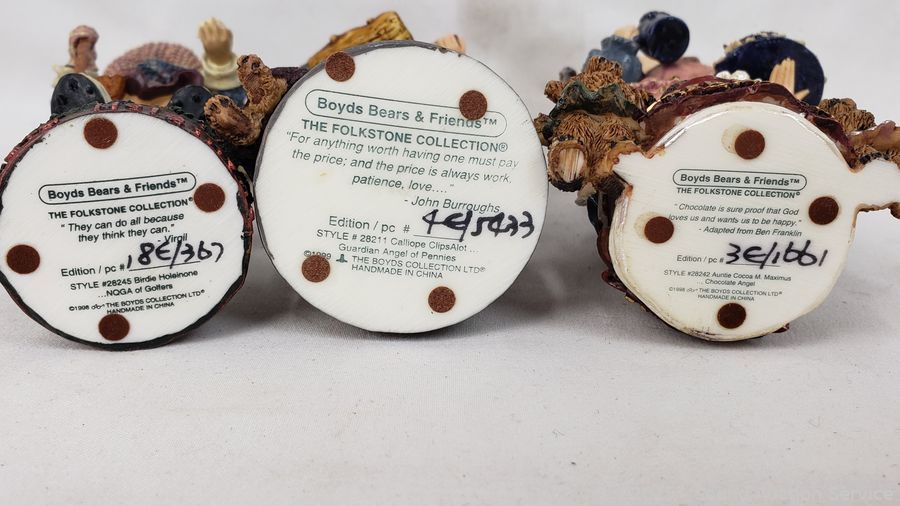 Boyds Bears & Friends™
THE FOLKSTONE COLLECTION®
" They can do all because
they think they can."
- Virgil
Edition / pc # 18E/367
STYLE #28245 Birdie Holeinone
...NQGA of Golfers
©1998 THE BOYDS COLLECTION LTD®
HANDMADE IN CHINA
Boyds Bears & Friends™
THE FOLKSTONE COLLECTION®
"For anything worth having one must pay
the price; and the price is always work,
patience, love...."
- John Burroughs
Edition / pc # 4E/5433
STYLE # 28211 Calliope ClipsAlot ...
Guardian Angel of Pennies
©1999 THE BOYDS COLLECTION LTD®
HANDMADE IN CHINA
Boyds Bears & Friends™
THE FOLKSTONE COLLECTION®
"Chocolate is sure proof that God
loves us and wants us to be happy."
- Adapted from Ben Franklin
Edition / pc # 3E/1661
STYLE #28242 Auntie Cocoa M. Maximus
... Chocolate Angel
©1998 THE BOYDS COLLECTION LTD®
HANDMADE IN CHINA
Auction Service